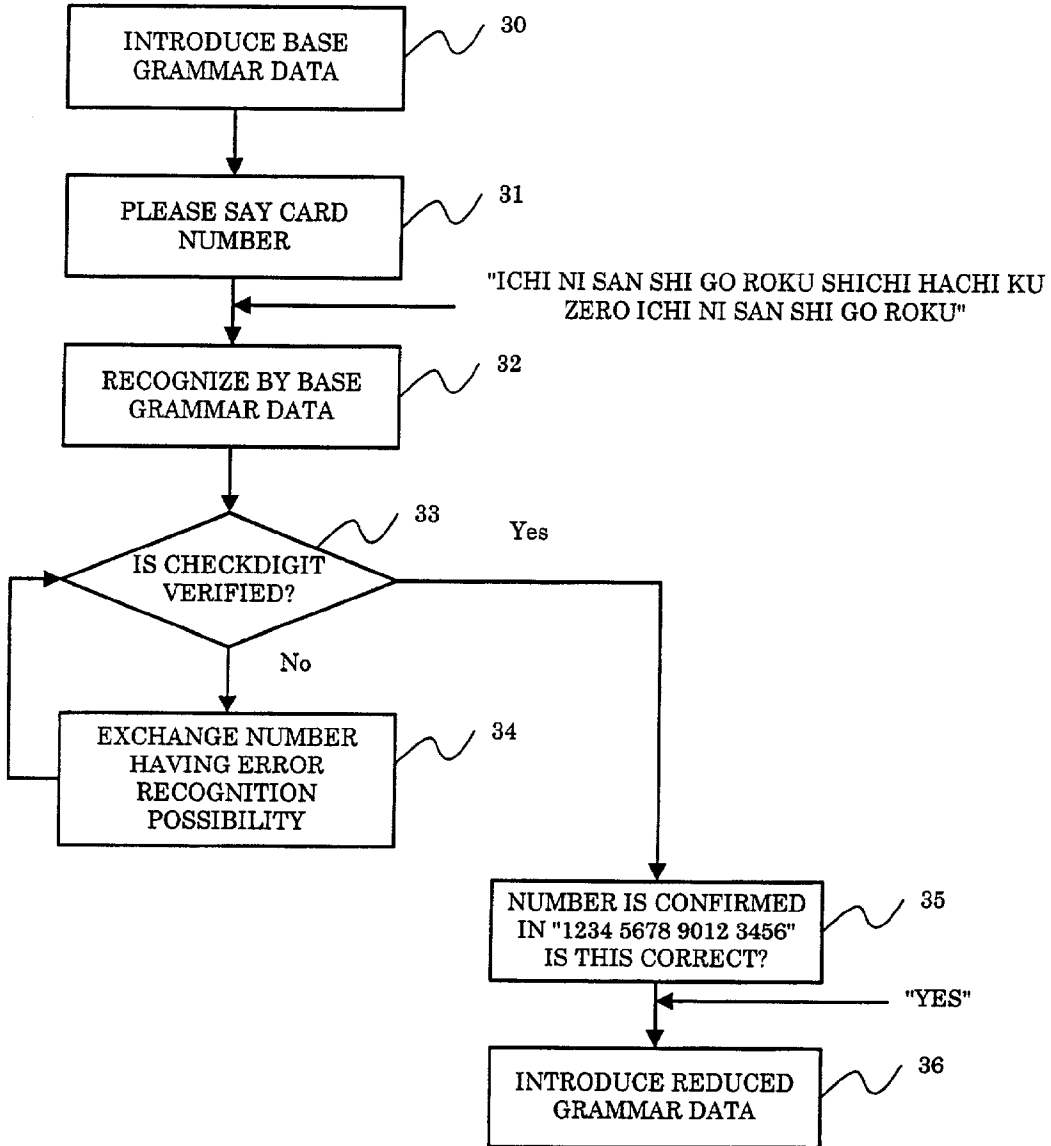 INTRODUCE BASE
GRAMMAR DATA
30
PLEASE SAY CARD
NUMBER
31
"ICHI NI SAN SHI GO ROKU SHICHI HACHI KU
ZERO ICHI NI SAN SHI GO ROKU"
RECOGNIZE BY BASE
GRAMMAR DATA
32
IS CHECKDIGIT
VERIFIED?
33
Yes
No
EXCHANGE NUMBER
HAVING ERROR
RECOGNITION
POSSIBILITY
34
NUMBER IS CONFIRMED
IN "1234 5678 9012 3456"
IS THIS CORRECT?
35
"YES"
INTRODUCE REDUCED
GRAMMAR DATA
36